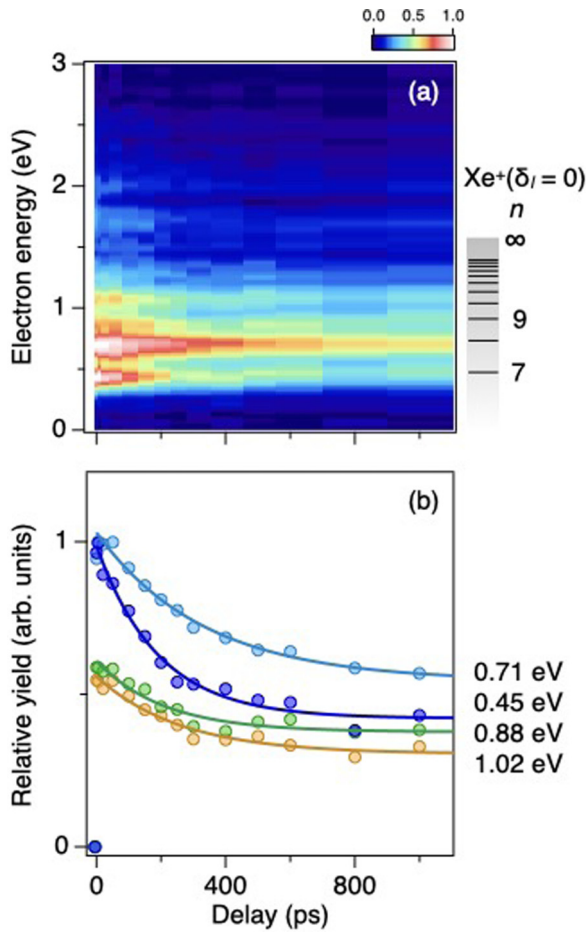 0.0 0.5 1.0
(a)
3
2
1
0
Electron energy (eV)
Xe⁺(δₗ = 0)
n
∞
9
7
(b)
1
0
Relative yield (arb. units)
0.71 eV
0.45 eV
0.88 eV
1.02 eV
0 400 800
Delay (ps)